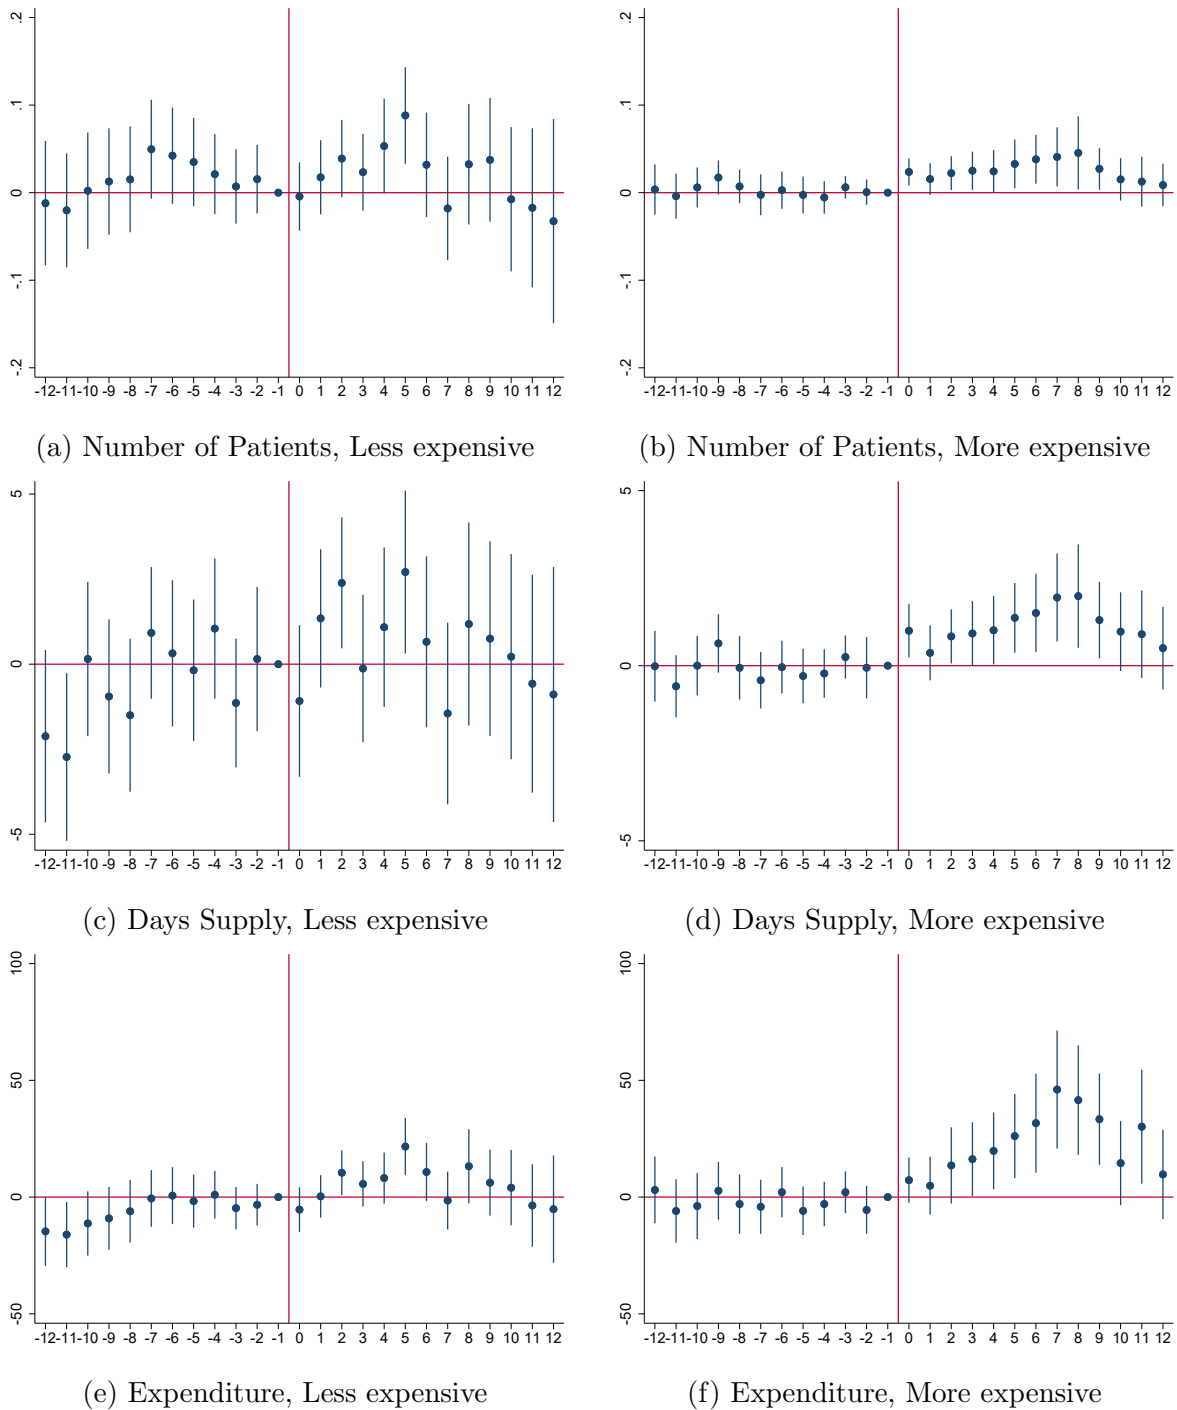 .2
.1
0
-.1
-.2
-12 -11 -10 -9 -8 -7 -6 -5 -4 -3 -2 -1 0 1 2 3 4 5 6 7 8 9 10 11 12
(a) Number of Patients, Less expensive
.2
.1
0
-.1
-.2
-12 -11 -10 -9 -8 -7 -6 -5 -4 -3 -2 -1 0 1 2 3 4 5 6 7 8 9 10 11 12
(b) Number of Patients, More expensive
5
0
-5
-12 -11 -10 -9 -8 -7 -6 -5 -4 -3 -2 -1 0 1 2 3 4 5 6 7 8 9 10 11 12
(c) Days Supply, Less expensive
5
0
-5
-12 -11 -10 -9 -8 -7 -6 -5 -4 -3 -2 -1 0 1 2 3 4 5 6 7 8 9 10 11 12
(d) Days Supply, More expensive
100
50
0
-50
-12 -11 -10 -9 -8 -7 -6 -5 -4 -3 -2 -1 0 1 2 3 4 5 6 7 8 9 10 11 12
(e) Expenditure, Less expensive
100
50
0
-50
-12 -11 -10 -9 -8 -7 -6 -5 -4 -3 -2 -1 0 1 2 3 4 5 6 7 8 9 10 11 12
(f) Expenditure, More expensive